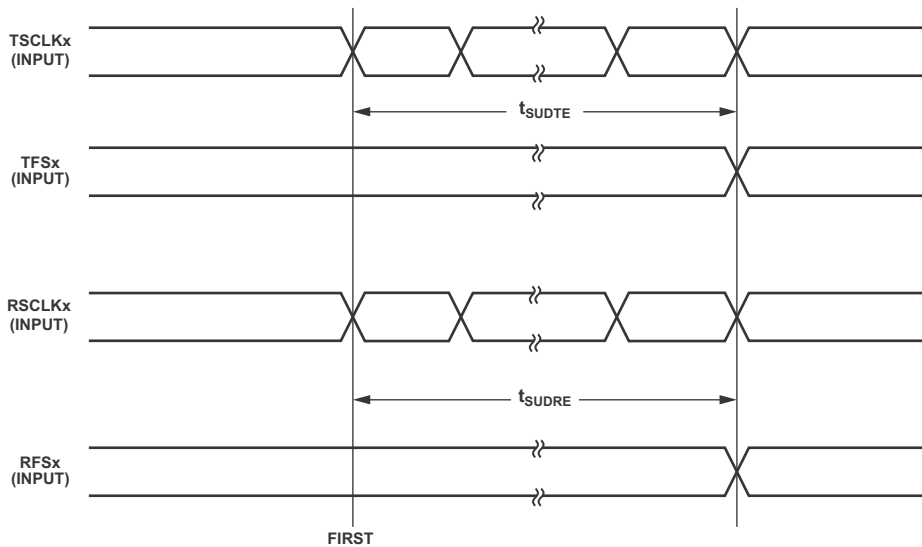 TSCLKx
(INPUT)
tSUDTE
TFSx
(INPUT)
RSCLKx
(INPUT)
tSUDRE
RFSx
(INPUT)
FIRST